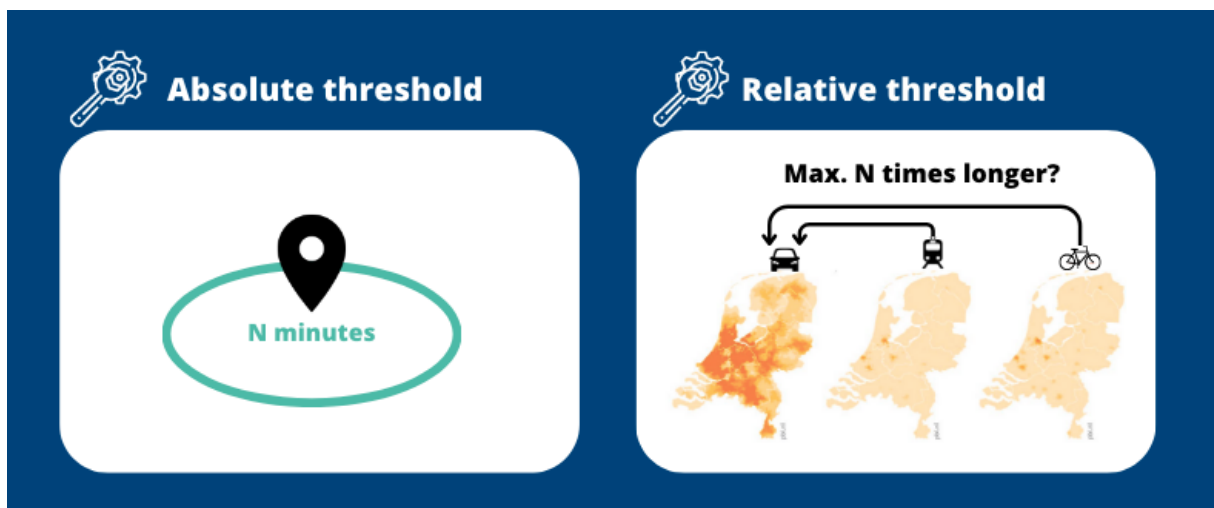 Absolute threshold
Relative threshold
N minutes
Max. N times longer?